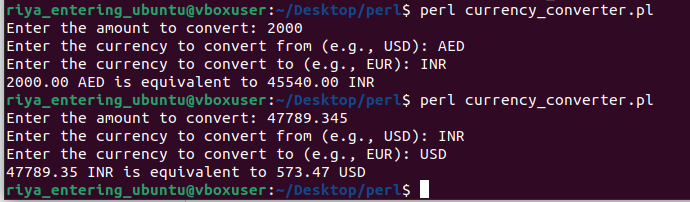 riya_entering_ubuntu@vboxuser:~/Desktop/perl$ perl currency_converter.pl
Enter the amount to convert: 2000
Enter the currency to convert from (e.g., USD): AED
Enter the currency to convert to (e.g., EUR): INR
2000.00 AED is equivalent to 45540.00 INR
riya_entering_ubuntu@vboxuser:~/Desktop/perl$ perl currency_converter.pl
Enter the amount to convert: 47789.345
Enter the currency to convert from (e.g., USD): INR
Enter the currency to convert to (e.g., EUR): USD
47789.35 INR is equivalent to 573.47 USD
riya_entering_ubuntu@vboxuser:~/Desktop/perl$